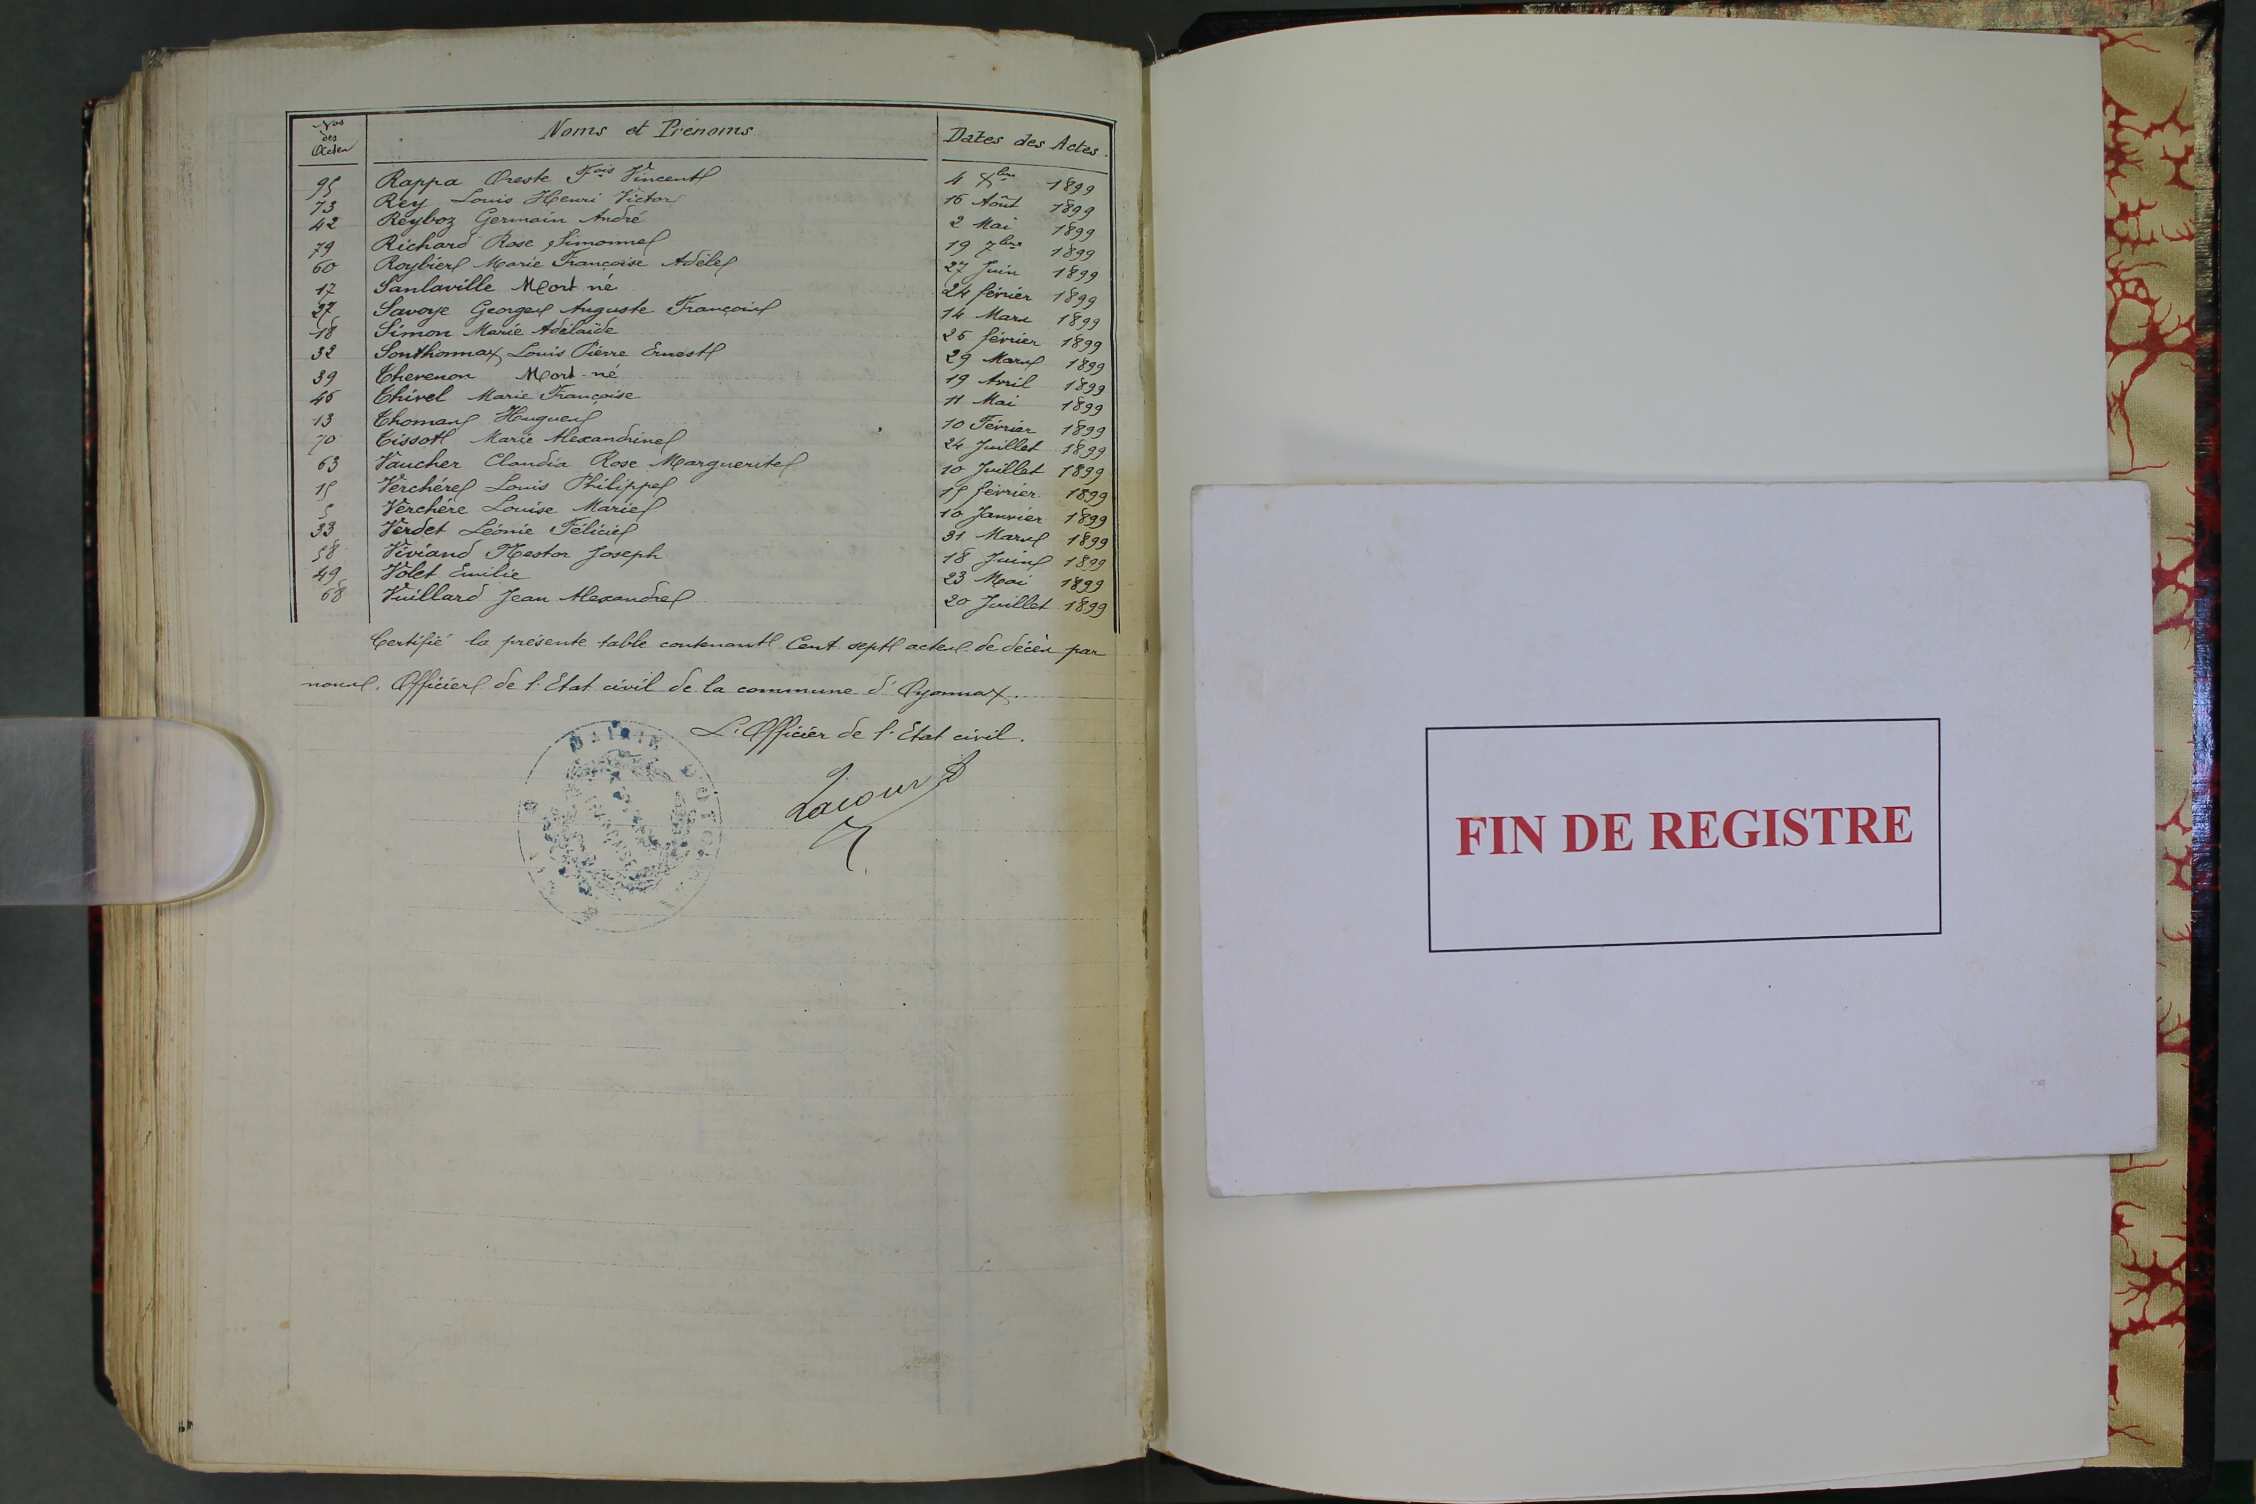 Nos des Actes Noms et Prénoms Dates des Actes.
95 Rappa Oreste Fois Vincent 4 Xbre 1899
73 Rey Louis Henri Victor 16 Août 1899
42 Reyboz Germain André 2 Mai 1899
79 Richard Rose Simonne 19 7bre 1899
60 Roybier Marie Françoise Adèle 27 Juin 1899
17 Sanlaville Mort né 24 février 1899
27 Savoye Georges Auguste François 14 Mars 1899
18 Simon Marie Adélaïde 26 février 1899
32 Sonthonnax Louis Pierre Ernest 29 Mars 1899
39 Thevenon Mort-né 19 Avril 1899
46 Thivel Marie Françoise 11 Mai 1899
13 Thomas Hugues 10 Février 1899
70 Tissot Marie Alexandrine 24 Juillet 1899
63 Vaucher Claudia Rose Marguerite 10 Juillet 1899
15 Verchére Louis Philippe 15 février 1899
5 Verchère Louise Marie 10 Janvier 1899
33 Verdet Léonie Félicie 31 Mars 1899
58 Viviand Nestor Joseph 18 Juin 1899
49 Volet Emilie 23 Mai 1899
68 Vuillard Jean Alexandre 20 Juillet 1899
Certifié la présente table contenant Cent sept actes de décès par
nous, Officier de l'Etat civil de la commune d'Oyonnax.
L'Officier de l'Etat civil.
MAIRIE D'OYONNAX
AIN
FIN DE REGISTRE